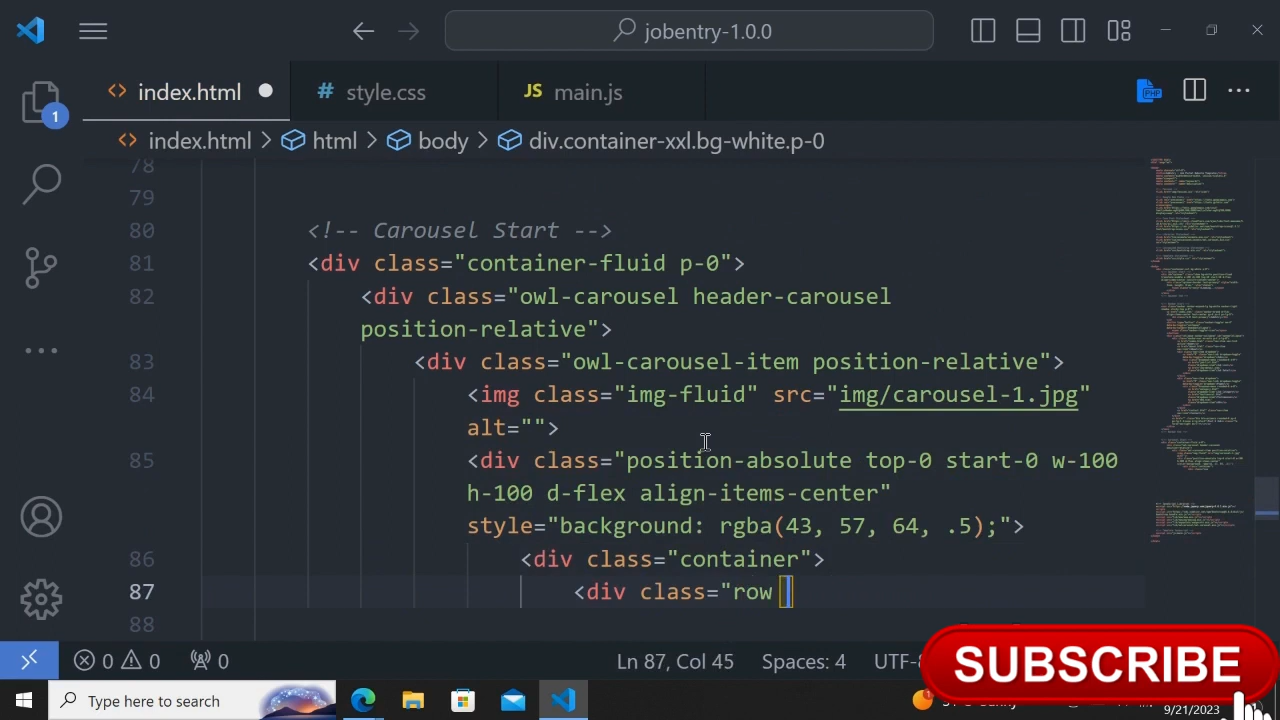 jobentry-1.0.0
index.html
# style.css
JS main.js
1
index.html > html > body > div.container-xxl.bg-white.p-0
78
79
80 <!-- Carousel Start -->
81 <div class="container-fluid p-0">
82 <div class="owl-carousel header-carousel
position-relative">
83 <div class="owl-carousel-item position-relative">
84 <img class="img-fluid" src="img/carousel-1.jpg"
alt="">
85 <div class="position-absolute top-0 start-0 w-100
h-100 d-flex align-items-center"
style="background: rgba(43, 57, 64, .5);">
86 <div class="container">
87 <div class="row
88
0 0 0
Ln 87, Col 45 Spaces: 4 UTF-8
SUBSCRIBE
Type here to search
9/21/2023